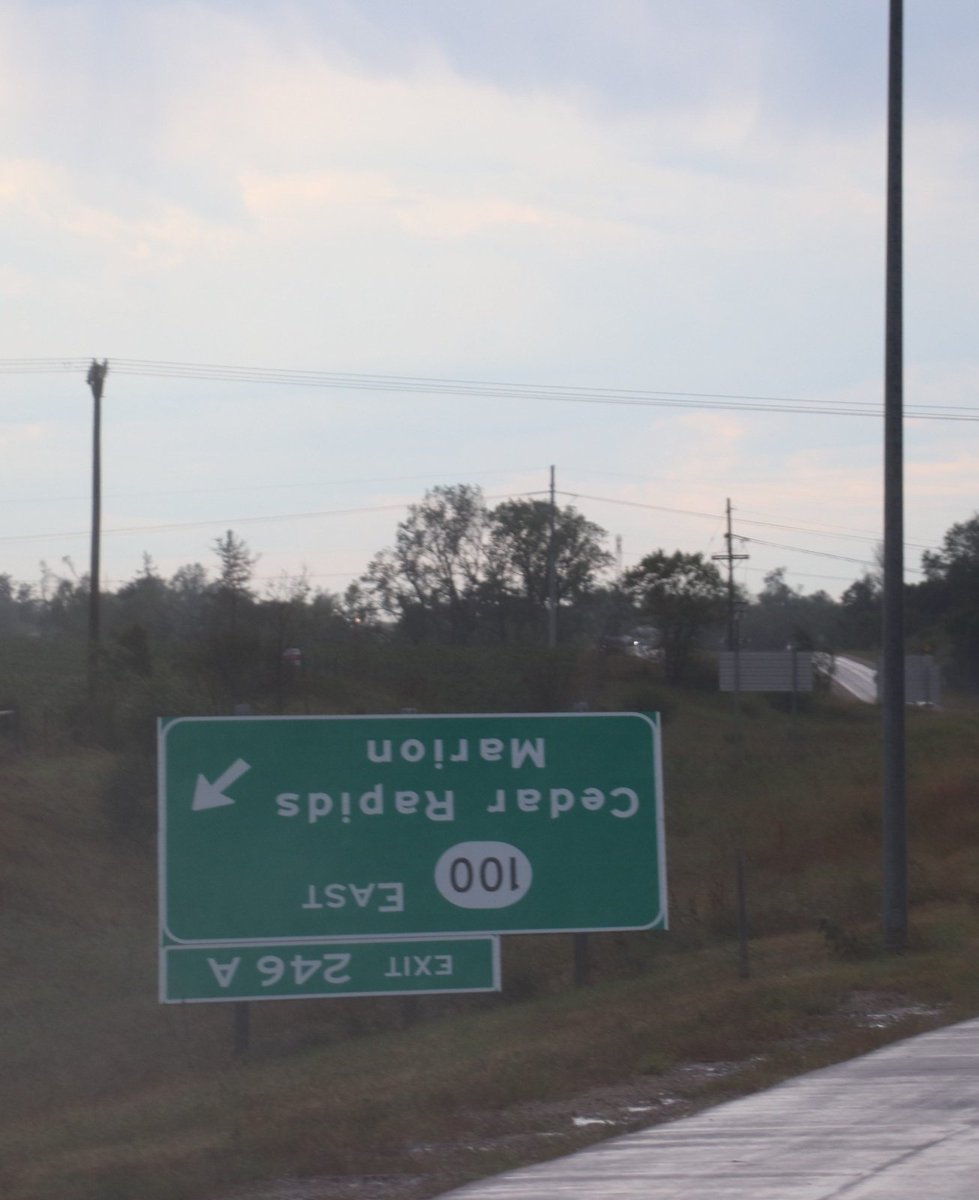 EXIT 246 A
100 EAST
Cedar Rapids
Marion